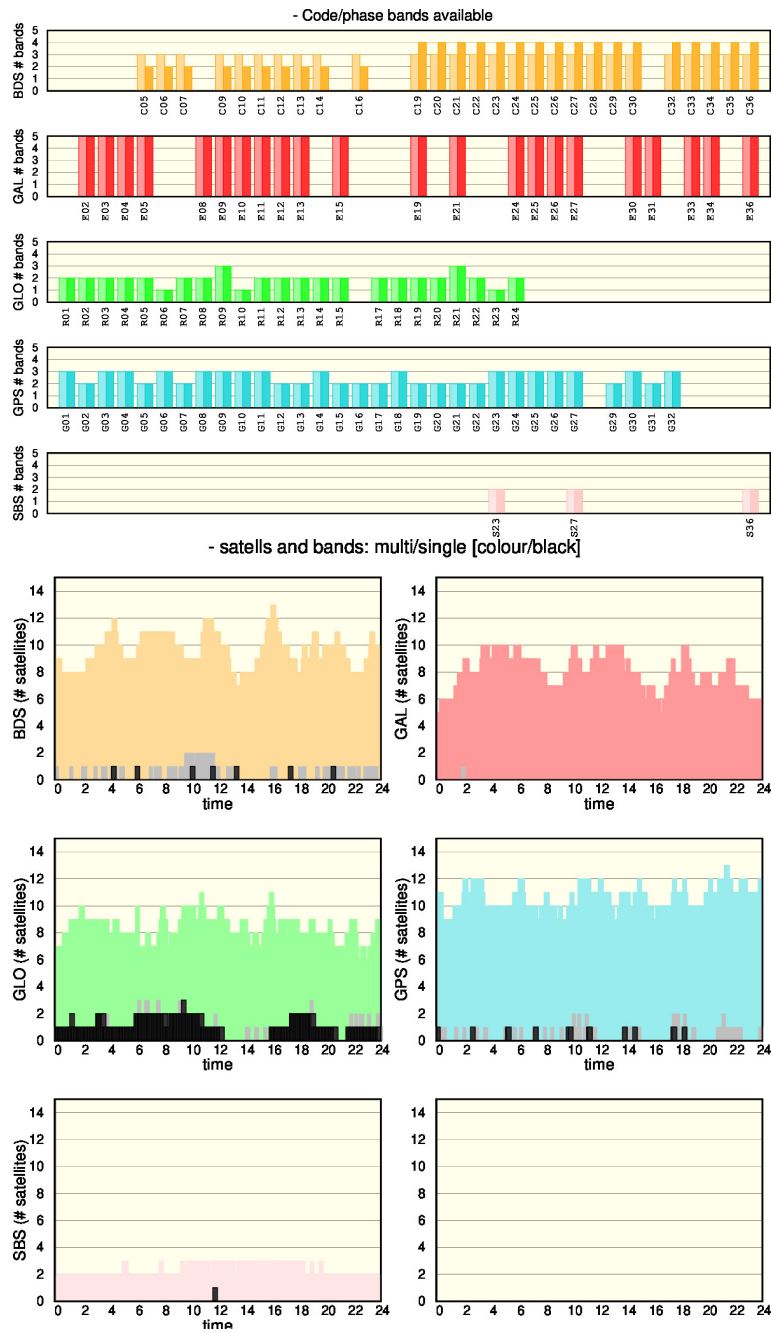 - Code/phase bands available
BDS # bands
5
4
3
2
1
0
C05 C06 C07 C09 C10 C11 C12 C13 C14 C16 C19 C20 C21 C22 C23 C24 C25 C26 C27 C28 C29 C30 C32 C33 C34 C35 C36
GAL # bands
5
4
3
2
1
0
E02 E03 E04 E05 E08 E09 E10 E11 E12 E13 E15 E19 E21 E24 E25 E26 E27 E30 E31 E33 E34 E36
GLO # bands
5
4
3
2
1
0
R01 R02 R03 R04 R05 R06 R07 R08 R09 R10 R11 R12 R13 R14 R15 R17 R18 R19 R20 R21 R22 R23 R24
GPS # bands
5
4
3
2
1
0
G01 G02 G03 G04 G05 G06 G07 G08 G09 G10 G11 G12 G13 G14 G15 G16 G17 G18 G19 G20 G21 G22 G23 G24 G25 G26 G27 G29 G30 G31 G32
SBS # bands
5
4
3
2
1
0
S23 S27 S36
- satells and bands: multi/single [colour/black]
BDS (# satellites)
14
12
10
8
6
4
2
0
0 2 4 6 8 10 12 14 16 18 20 22 24
time
GAL (# satellites)
14
12
10
8
6
4
2
0
0 2 4 6 8 10 12 14 16 18 20 22 24
time
GLO (# satellites)
14
12
10
8
6
4
2
0
0 2 4 6 8 10 12 14 16 18 20 22 24
time
GPS (# satellites)
14
12
10
8
6
4
2
0
0 2 4 6 8 10 12 14 16 18 20 22 24
time
SBS (# satellites)
14
12
10
8
6
4
2
0
0 2 4 6 8 10 12 14 16 18 20 22 24
time
14
12
10
8
6
4
2
0
0 2 4 6 8 10 12 14 16 18 20 22 24